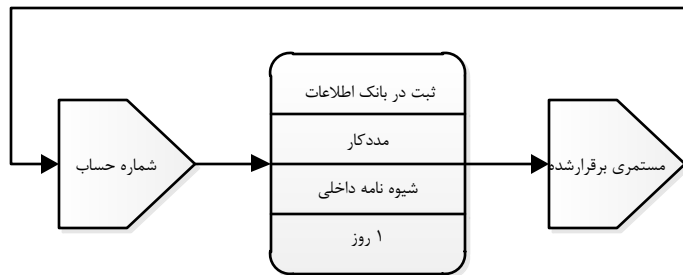 شماره حساب
ثبت در بانک اطلاعات
مددکار
شیوه نامه داخلی
۱ روز
مستمری برقرارشده